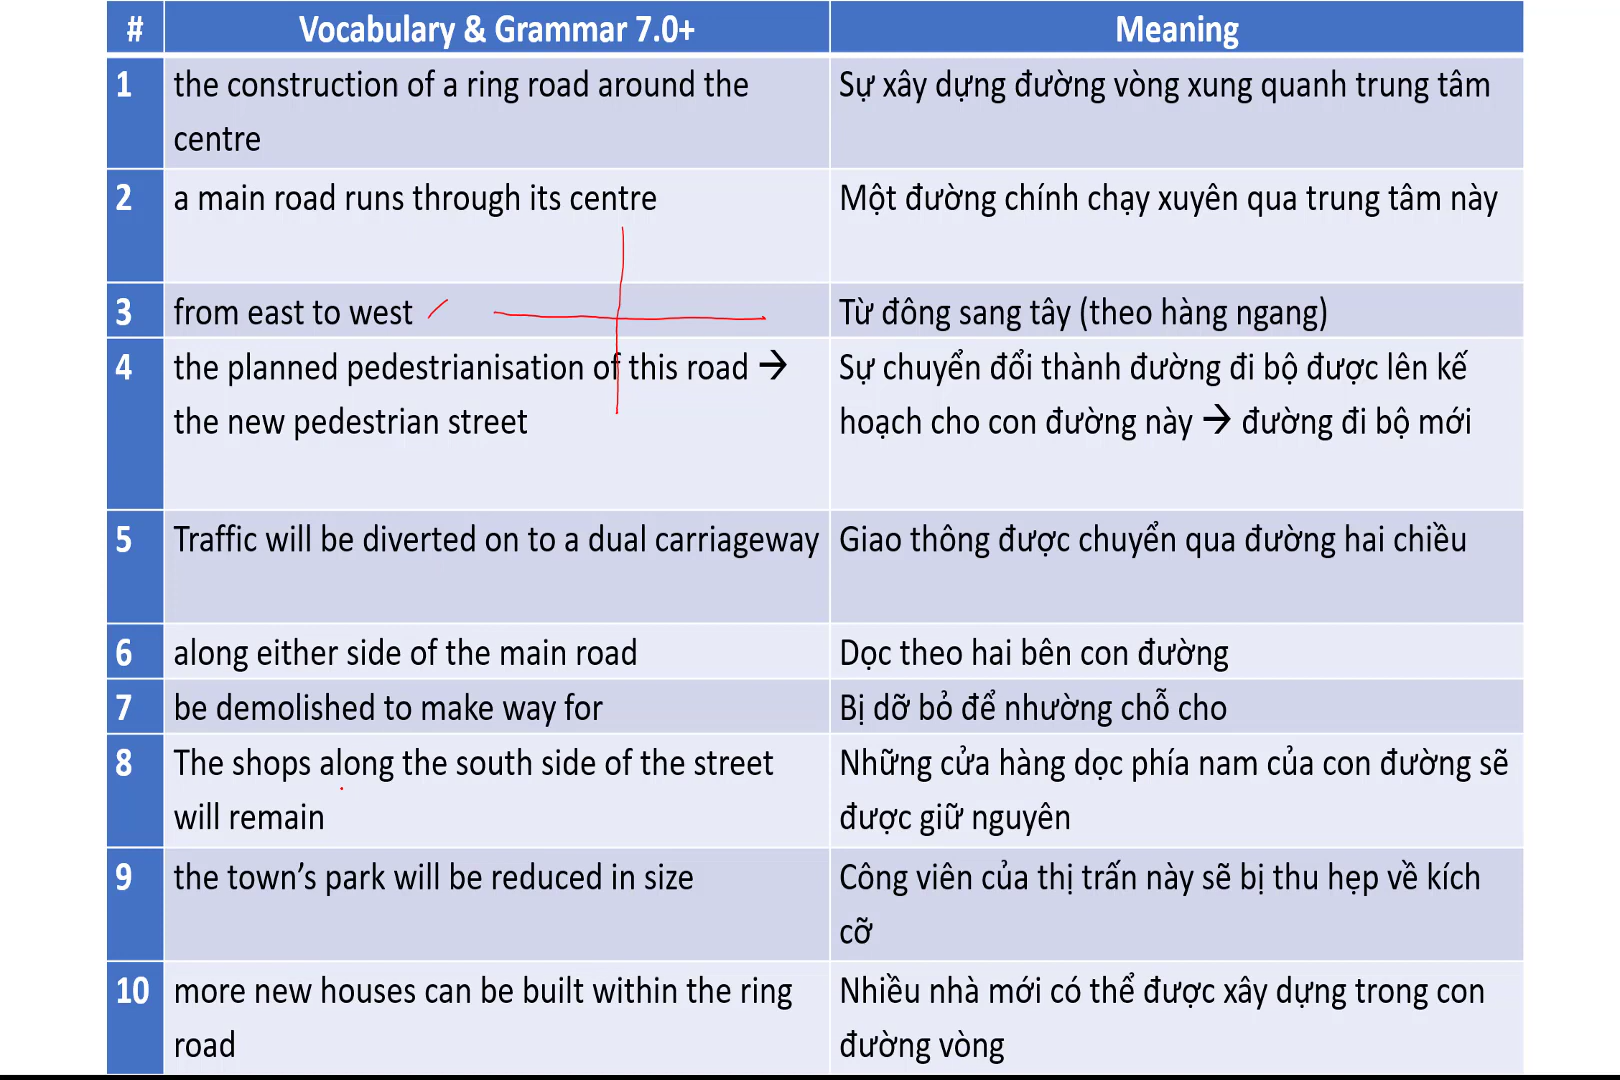 # Vocabulary & Grammar 7.0+ Meaning
1 the construction of a ring road around the Sự xây dựng đường vòng xung quanh trung tâm
centre
2 a main road runs through its centre Một đường chính chạy xuyên qua trung tâm này
3 from east to west Từ đông sang tây (theo hàng ngang)
4 the planned pedestrianisation of this road → Sự chuyển đổi thành đường đi bộ được lên kế
the new pedestrian street hoạch cho con đường này → đường đi bộ mới
5 Traffic will be diverted on to a dual carriageway Giao thông được chuyển qua đường hai chiều
6 along either side of the main road Dọc theo hai bên con đường
7 be demolished to make way for Bị dỡ bỏ để nhường chỗ cho
8 The shops along the south side of the street Những cửa hàng dọc phía nam của con đường sẽ
will remain được giữ nguyên
9 the town’s park will be reduced in size Công viên của thị trấn này sẽ bị thu hẹp về kích
cỡ
10 more new houses can be built within the ring Nhiều nhà mới có thể được xây dựng trong con
road đường vòng